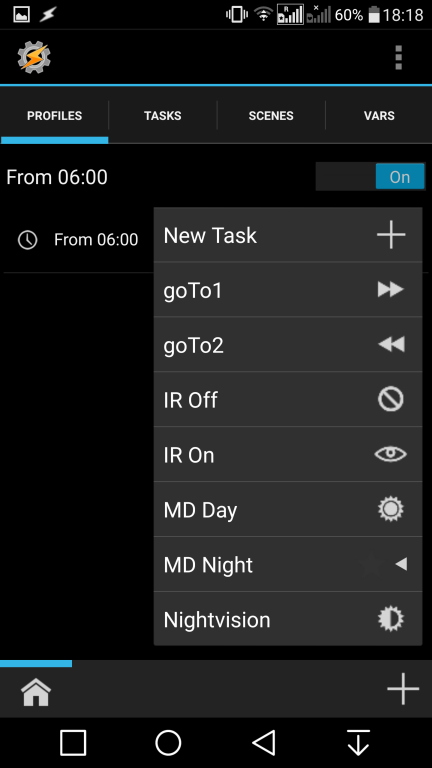 R
60% 18:18
PROFILES TASKS SCENES VARS
From 06:00 On
From 06:00
New Task
goTo1
goTo2
IR Off
IR On
MD Day
MD Night
Nightvision